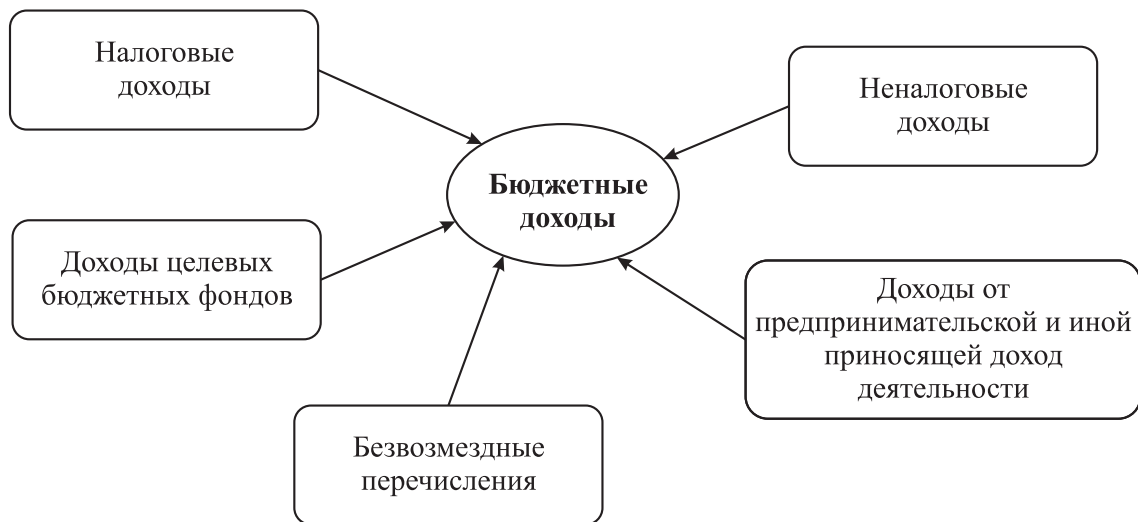 Налоговые
доходы
Неналоговые
доходы
Бюджетные
доходы
Доходы целевых
бюджетных фондов
Доходы от
предпринимательской и иной
приносящей доход
деятельности
Безвозмездные
перечисления